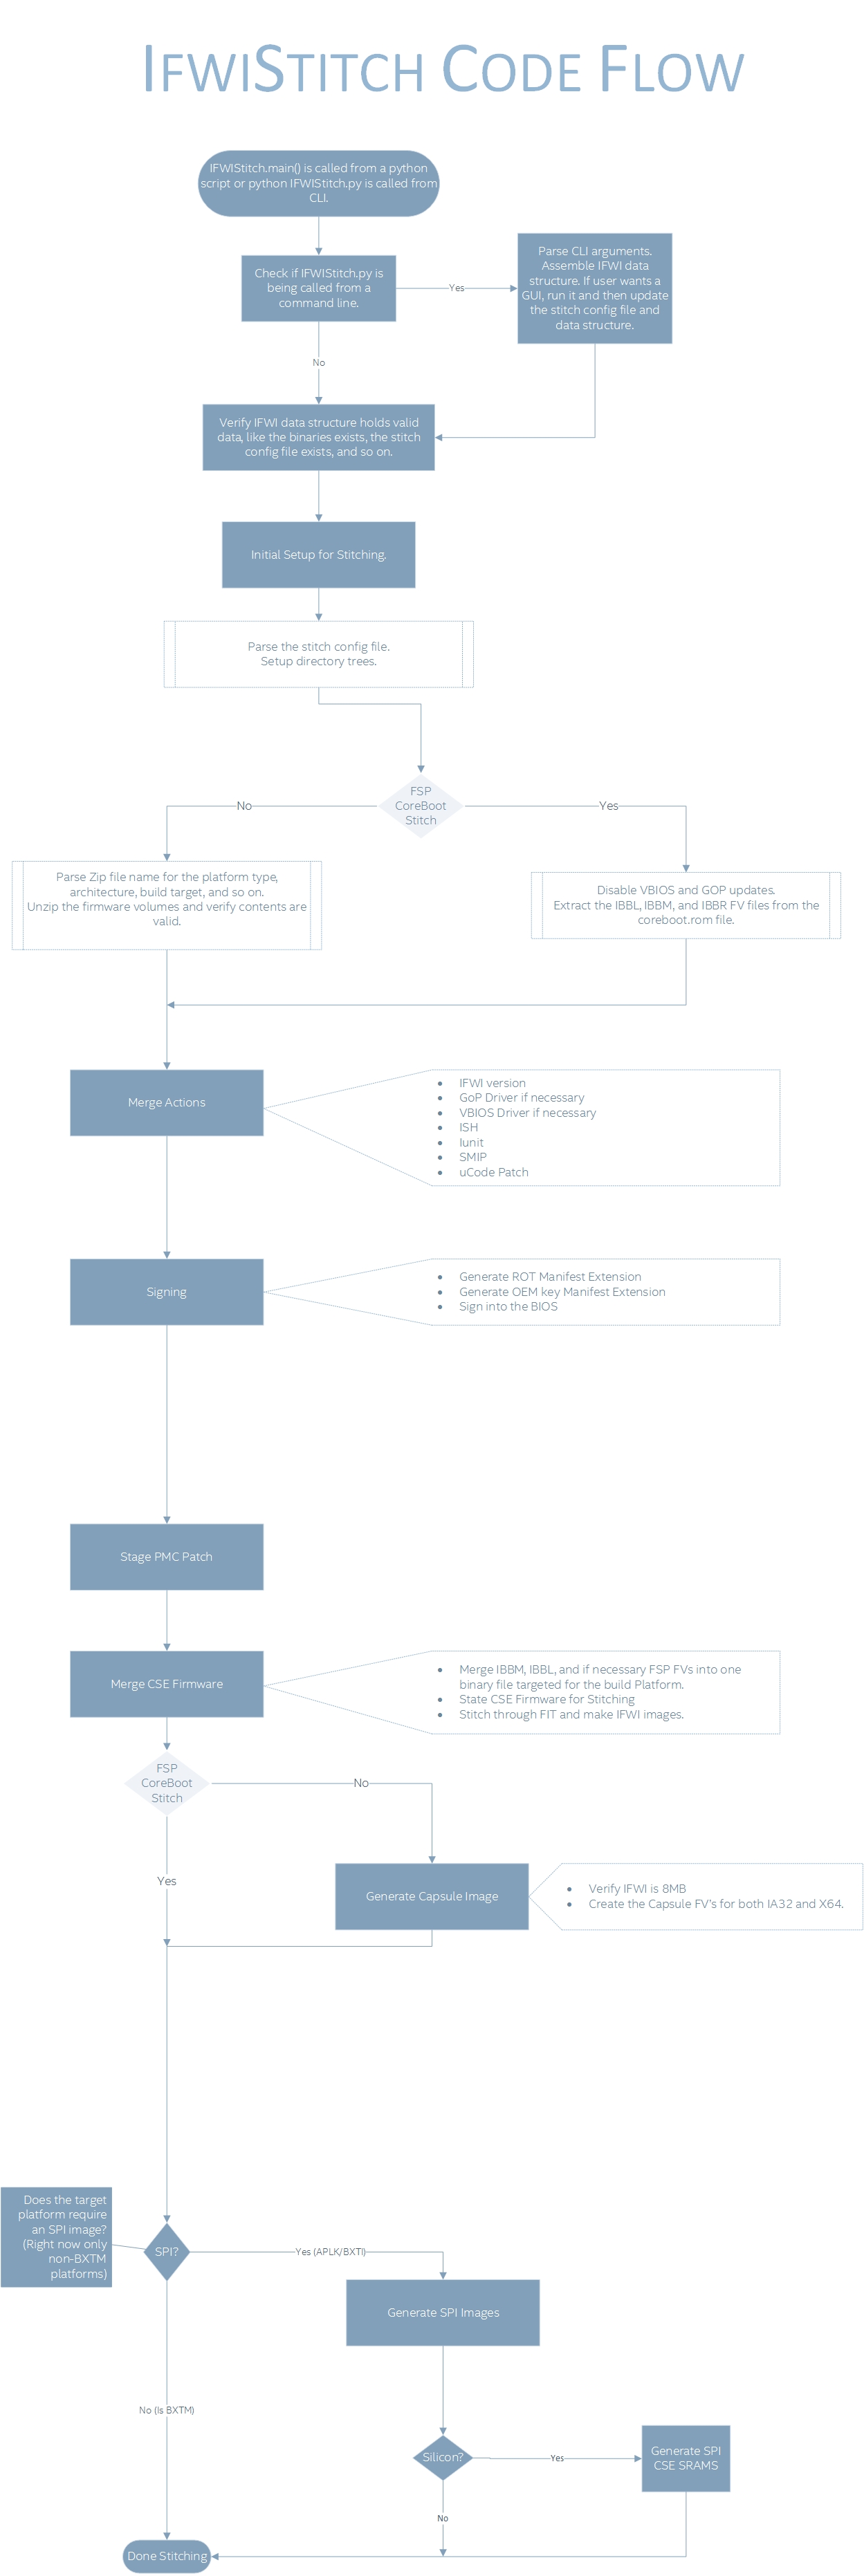 IFWISTITCH CODE FLOW
IFWIStitch.main() is called from a python
script or python IFWIStitch.py is called from
CLI.
Check if IFWIStitch.py is
being called from a
command line.
Yes
Parse CLI arguments.
Assemble IFWI data
structure. If user wants a
GUI, run it and then update
the stitch config file and
data structure.
No
Verify IFWI data structure holds valid
data, like the binaries exists, the stitch
config file exists, and so on.
Initial Setup for Stitching.
Parse the stitch config file.
Setup directory trees.
FSP
CoreBoot
Stitch
No
Yes
Parse Zip file name for the platform type,
architecture, build target, and so on.
Unzip the firmware volumes and verify contents are
valid.
Disable VBIOS and GOP updates.
Extract the IBBL, IBBM, and IBBR FV files from the
coreboot.rom file.
Merge Actions
• IFWI version
• GoP Driver if necessary
• VBIOS Driver if necessary
• ISH
• Iunit
• SMIP
• uCode Patch
Signing
• Generate ROT Manifest Extension
• Generate OEM key Manifest Extension
• Sign into the BIOS
Stage PMC Patch
Merge CSE Firmware
• Merge IBBM, IBBL, and if necessary FSP FVs into one
binary file targeted for the build Platform.
• State CSE Firmware for Stitching
• Stitch through FIT and make IFWI images.
FSP
CoreBoot
Stitch
No
Yes
Generate Capsule Image
• Verify IFWI is 8MB
• Create the Capsule FV's for both IA32 and X64.
Does the target
platform require
an SPI image?
(Right now only
non-BXTM
platforms)
SPI?
Yes (APLK/BXTI)
Generate SPI Images
No (Is BXTM)
Silicon?
Yes
Generate SPI
CSE SRAMS
No
Done Stitching